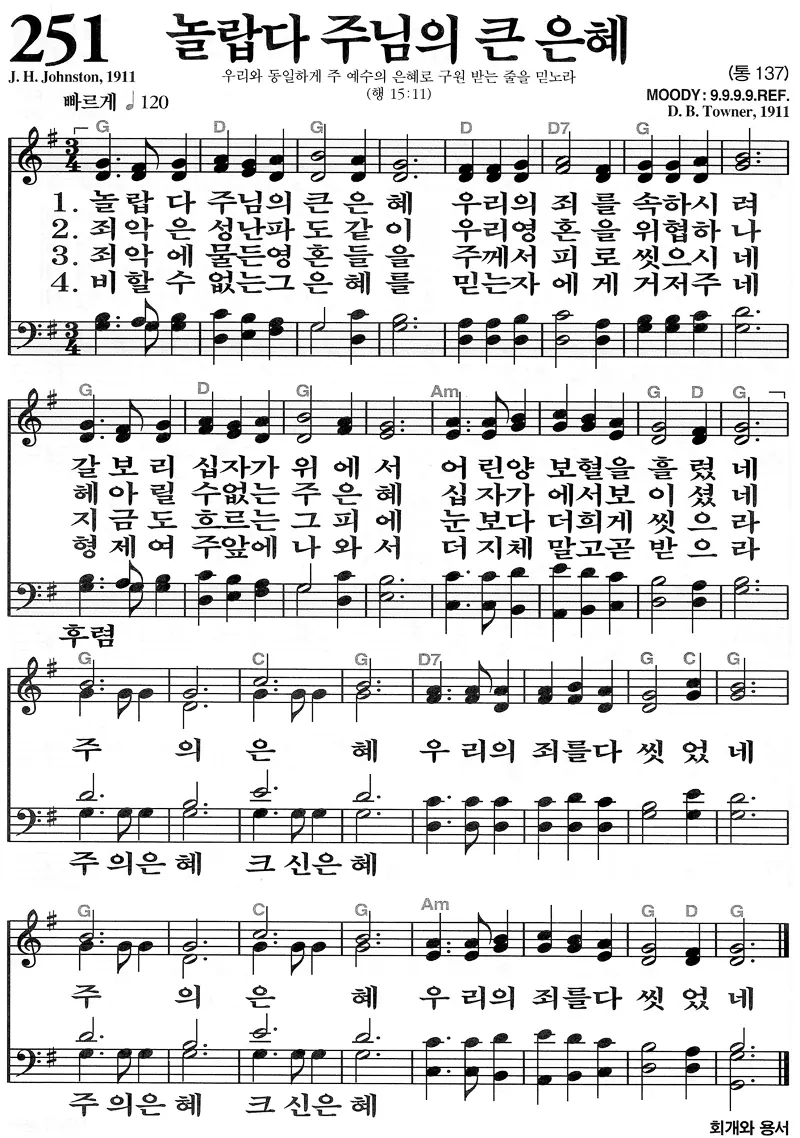 251 놀랍다 주님의 큰 은혜
J. H. Johnston, 1911
우리와 동일하게 주 예수의 은혜로 구원 받는 줄을 믿노라
(행 15:11)
(통 137)
빠르게 ♩120
MOODY : 9.9.9.9.REF.
D. B. Towner, 1911
G D G D D7 G
3/4
1. 놀랍다 주님의 큰 은혜 우리의 죄를 속하시려
2. 죄악은 성난파도같이 우리영혼을 위협하나
3. 죄악에 물든영혼들을 주께서 피로 씻으시네
4. 비할수 없는그은혜를 믿는자에게 거저주네
3/4
G D G Am G D G
갈보리 십자가 위에서 어린양 보혈을 흘렸네
헤아릴 수없는 주은혜 십자가에서보이셨네
지금도 흐르는그피에 눈보다 더희게 씻으라
형제여 주앞에 나와서 더지체 말고곧 받으라
후렴
G C G D7 G C G
주 의 은 혜 우리의 죄를다 씻었네
주의은혜 크신은혜
G C G Am G D G
주 의 은 혜 우리의 죄를다 씻었네
주의은혜 크신은혜
회개와 용서